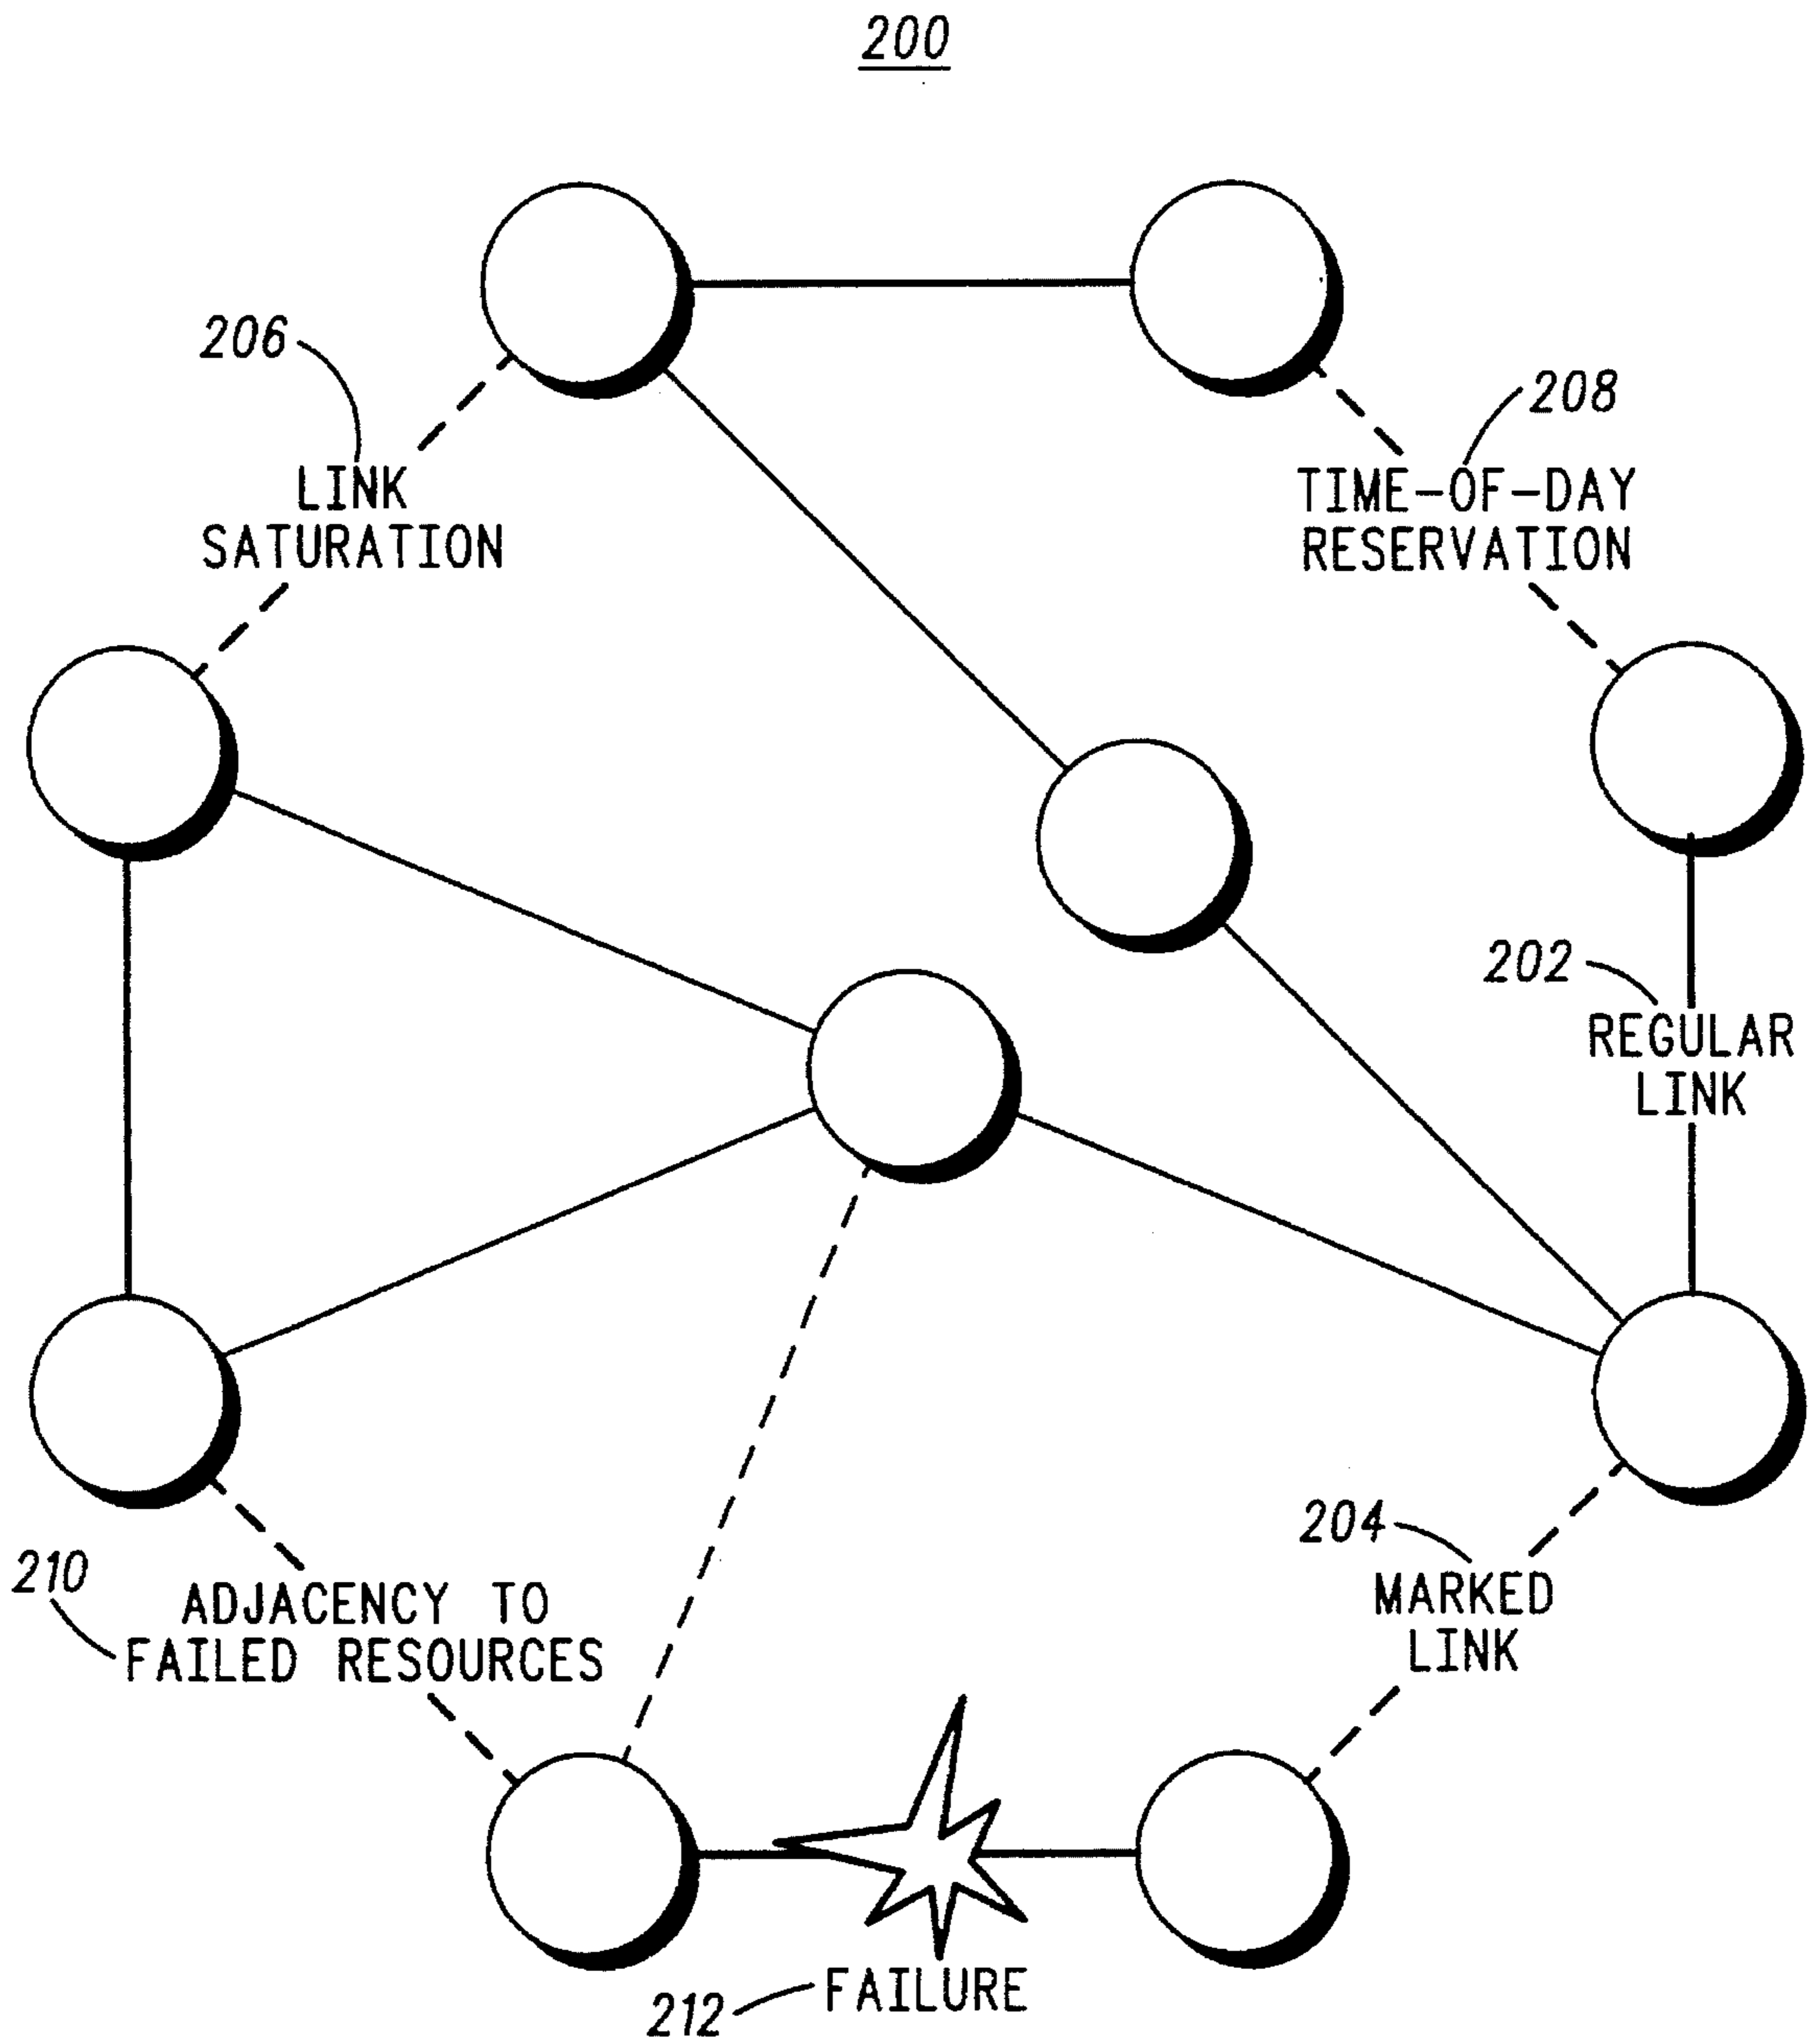 200
206
LINK
SATURATION
208
TIME-OF-DAY
RESERVATION
202
REGULAR
LINK
204
MARKED
LINK
210
ADJACENCY TO
FAILED RESOURCES
FAILURE
212